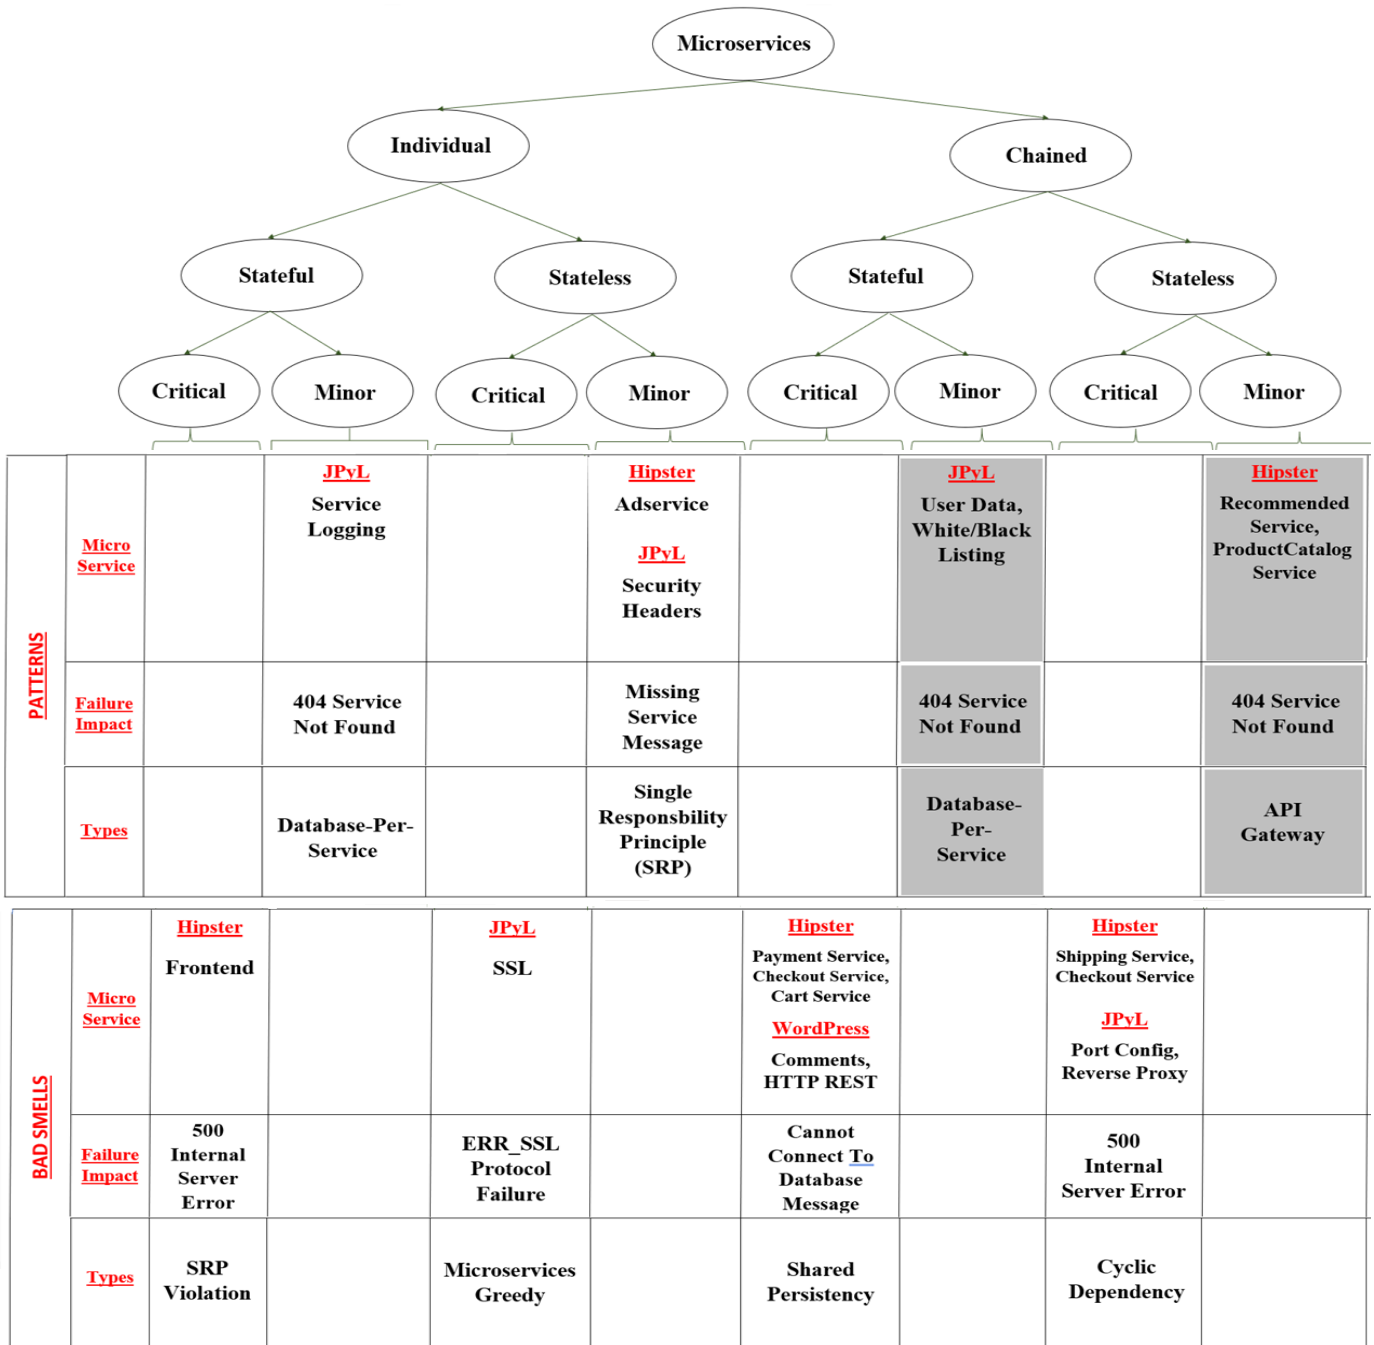 Microservices
Individual
Chained
Stateful
Stateless
Stateful
Stateless
Critical
Minor
Critical
Minor
Critical
Minor
Critical
Minor
PATTERNS
Micro
Service
JPyL
Service
Logging
Hipster
Adservice
JPyL
Security
Headers
JPyL
User Data,
White/Black
Listing
Hipster
Recommended
Service,
ProductCatalog
Service
Failure
Impact
404 Service
Not Found
Missing
Service
Message
404 Service
Not Found
404 Service
Not Found
Types
Database-Per-
Service
Single
Responsbility
Principle
(SRP)
Database-
Per-
Service
API
Gateway
BAD SMELLS
Micro
Service
Hipster
Frontend
JPyL
SSL
Hipster
Payment Service,
Checkout Service,
Cart Service
WordPress
Comments,
HTTP REST
Hipster
Shipping Service,
Checkout Service
JPyL
Port Config,
Reverse Proxy
Failure
Impact
500
Internal
Server
Error
ERR_SSL
Protocol
Failure
Cannot
Connect To
Database
Message
500
Internal
Server Error
Types
SRP
Violation
Microservices
Greedy
Shared
Persistency
Cyclic
Dependency